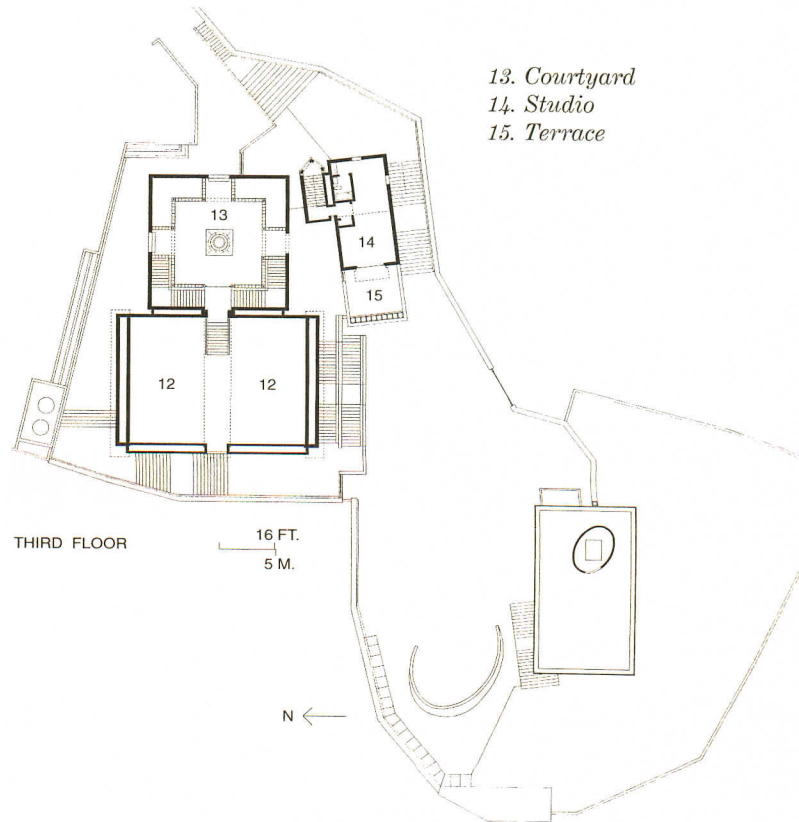 13. Courtyard
14. Studio
15. Terrace
13
14
15
12
12
THIRD FLOOR
16 FT.
5 M.
N